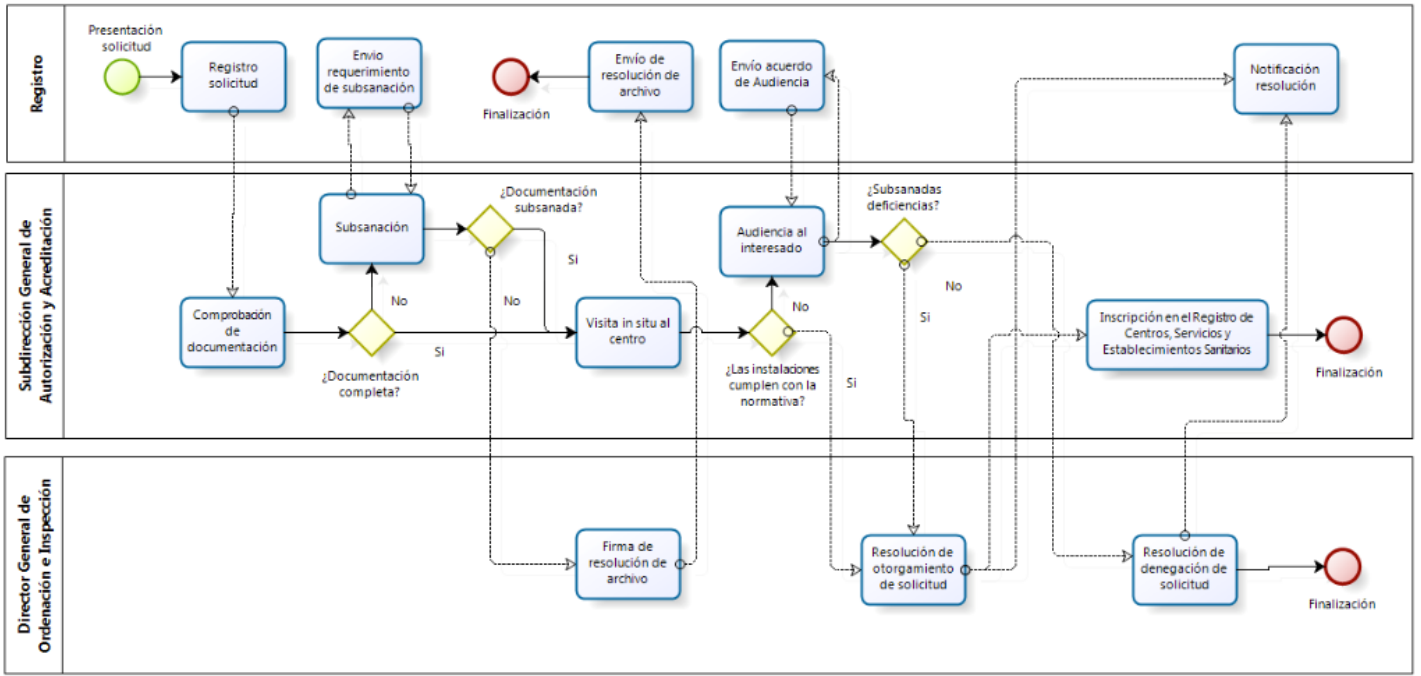 Registro
Presentación
solicitud
Registro
solicitud
Envio
requerimiento
de subsanación
Finalización
Envío de
resolución de
archivo
Envío acuerdo
de Audiencia
Notificación
resolución
Subdirección General de
Autorización y Acreditación
Comprobación
de
documentación
¿Documentación
completa?
No
Si
Subsanación
¿Documentación
subsanada?
Si
No
Visita in situ al
centro
¿Las instalaciones
cumplen con la
normativa?
No
Si
Audiencia al
interesado
¿Subsanadas
deficiencias?
No
Si
Inscripción en el Registro de
Centros, Servicios y
Establecimientos Sanitarios
Finalización
Director General de
Ordenación e Inspección
Firma de
resolución de
archivo
Resolución de
otorgamiento
de solicitud
Resolución de
denegación de
solicitud
Finalización